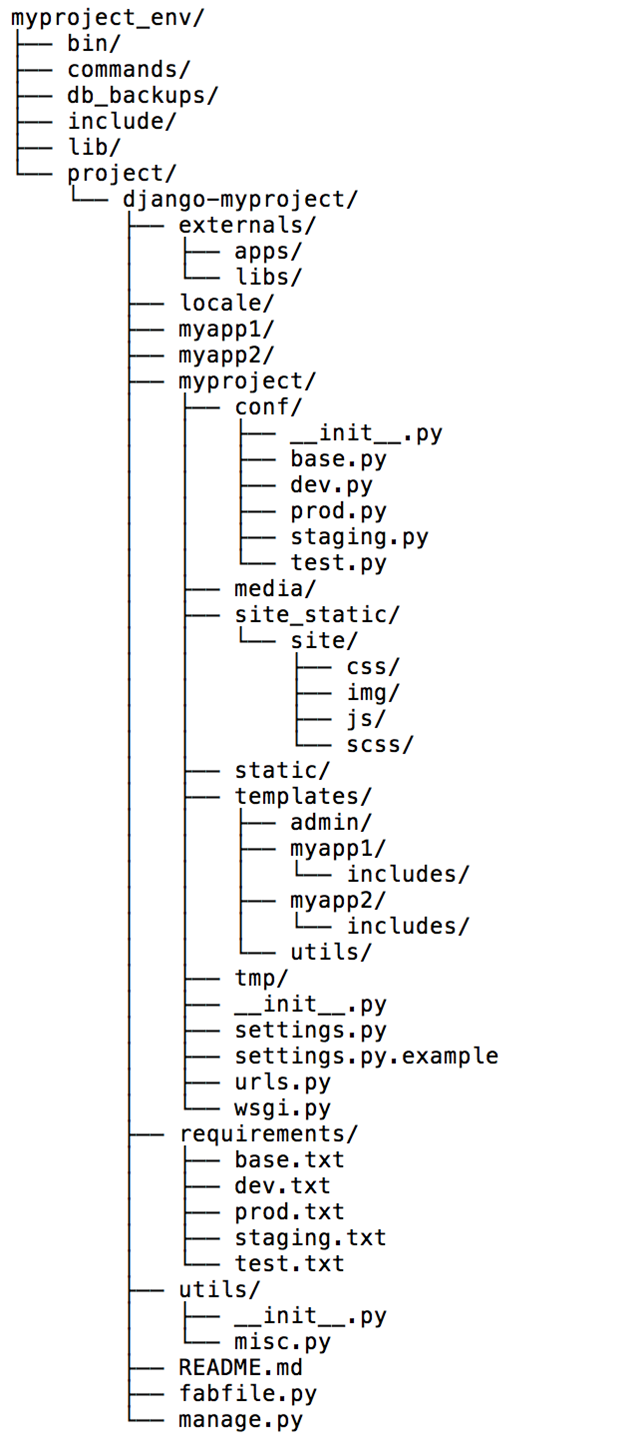 myproject_env/
├── bin/
├── commands/
├── db_backups/
├── include/
├── lib/
└── project/
    └── django-myproject/
        ├── externals/
        │   ├── apps/
        │   └── libs/
        ├── locale/
        ├── myapp1/
        ├── myapp2/
        ├── myproject/
        │   ├── conf/
        │   │   ├── __init__.py
        │   │   ├── base.py
        │   │   ├── dev.py
        │   │   ├── prod.py
        │   │   ├── staging.py
        │   │   └── test.py
        │   ├── media/
        │   ├── site_static/
        │   │   └── site/
        │   │       ├── css/
        │   │       ├── img/
        │   │       ├── js/
        │   │       └── scss/
        │   ├── static/
        │   ├── templates/
        │   │   ├── admin/
        │   │   ├── myapp1/
        │   │   │   └── includes/
        │   │   ├── myapp2/
        │   │   │   └── includes/
        │   │   └── utils/
        │   ├── tmp/
        │   ├── __init__.py
        │   ├── settings.py
        │   ├── settings.py.example
        │   ├── urls.py
        │   └── wsgi.py
        ├── requirements/
        │   ├── base.txt
        │   ├── dev.txt
        │   ├── prod.txt
        │   ├── staging.txt
        │   └── test.txt
        ├── utils/
        │   ├── __init__.py
        │   └── misc.py
        ├── README.md
        ├── fabfile.py
        └── manage.py